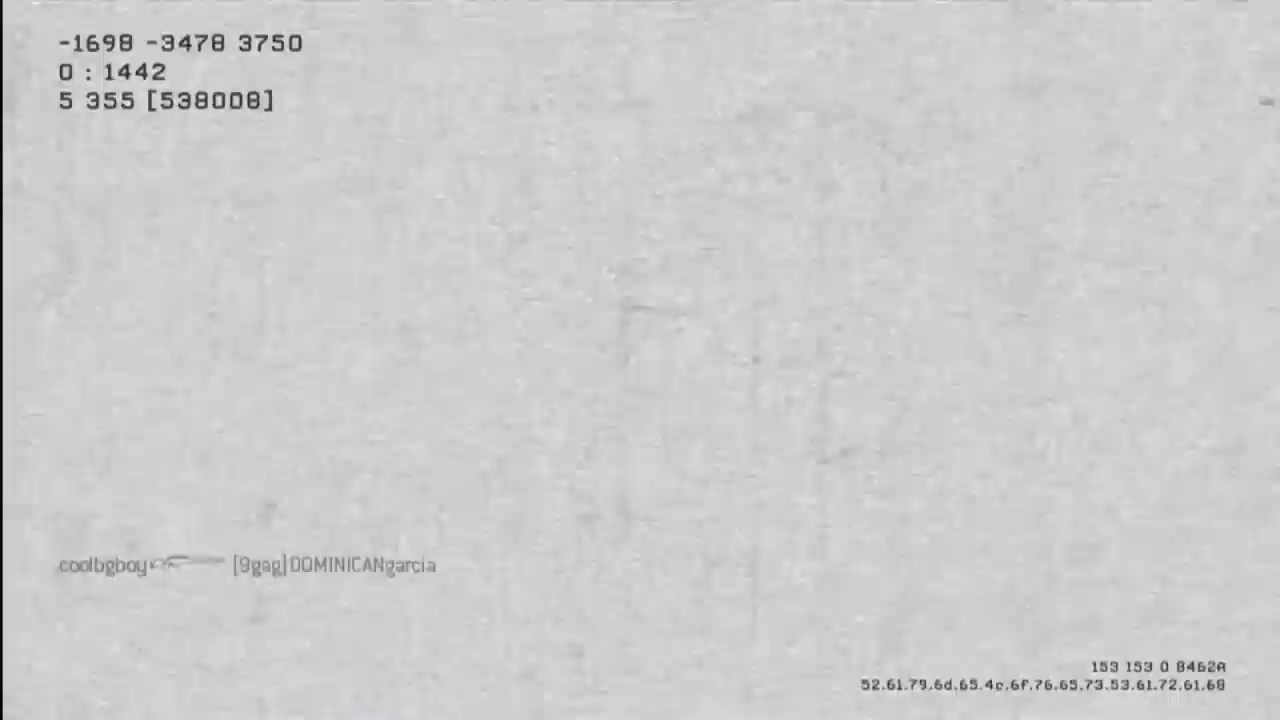 -1698 -3478 3750
0 : 1442
5 355 [538008]
coolbgboy [9gag]DOMINICANgarcia
153 153 0 8462A
52.61.79.6d.65.4c.6f.76.65.73.53.61.72.61.68